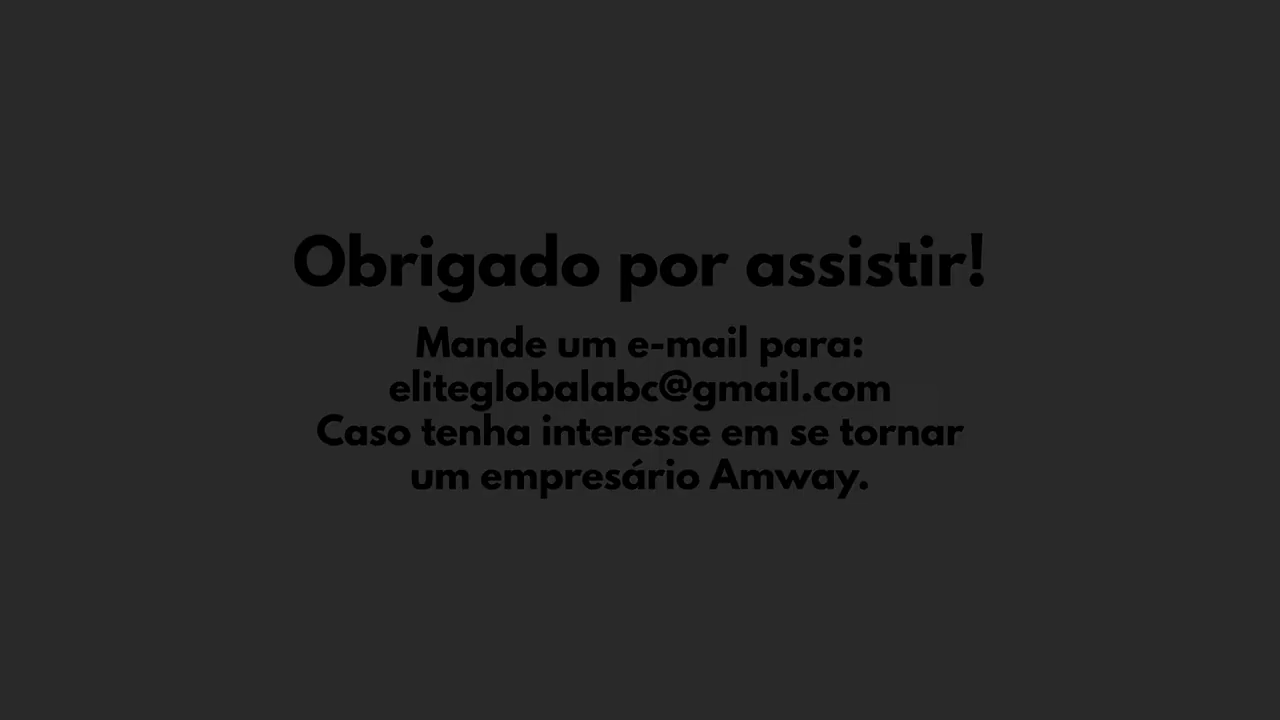 Obrigado por assistir!
Mande um e-mail para:
eliteglobalabc@gmail.com
Caso tenha interesse em se tornar
um empresário Amway.